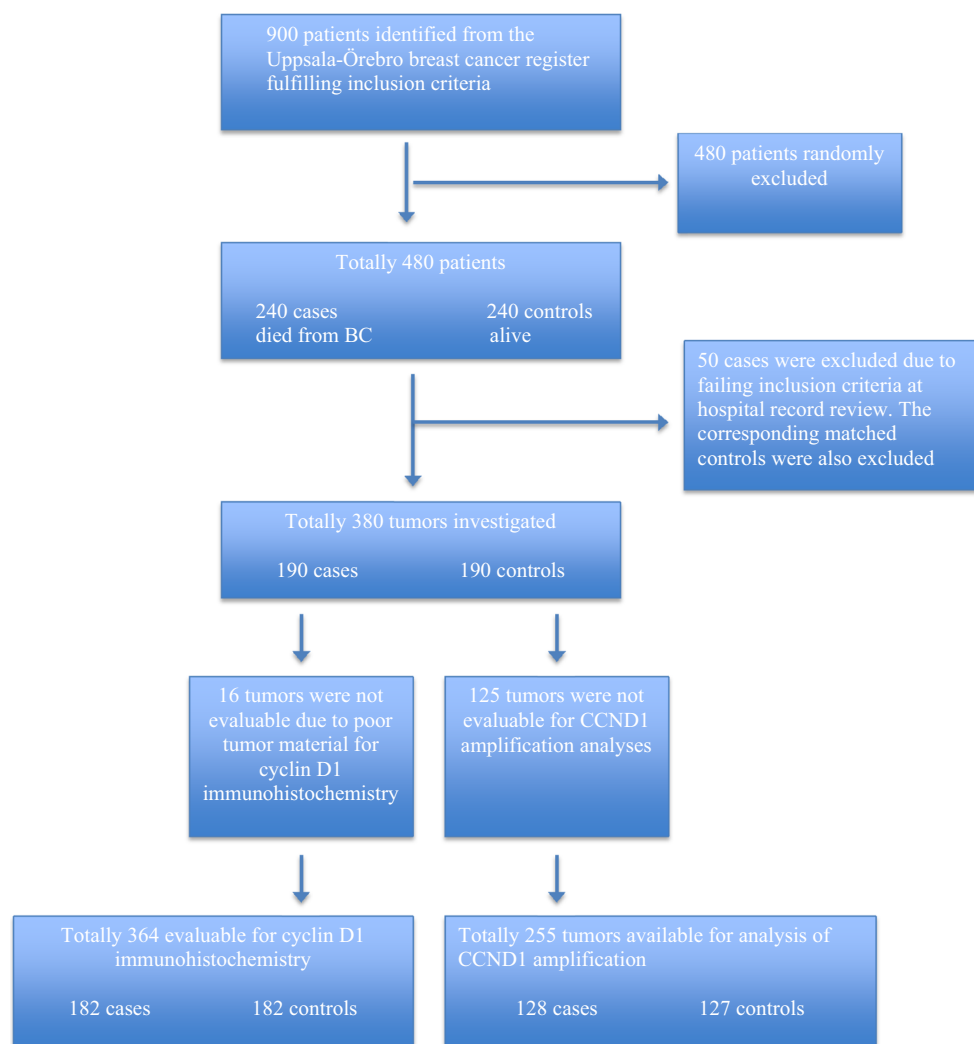 900 patients identified from the
Uppsala-Örebro breast cancer register
fulfilling inclusion criteria
480 patients randomly
excluded
Totally 480 patients
240 cases 240 controls
died from BC alive
50 cases were excluded due to
failing inclusion criteria at
hospital record review. The
corresponding matched
controls were also excluded
Totally 380 tumors investigated
190 cases 190 controls
16 tumors were not
evaluable due to poor
tumor material for
cyclin D1
immunohistochemistry
125 tumors were not
evaluable for CCND1
amplification analyses
Totally 364 evaluable for cyclin D1
immunohistochemistry
182 cases 182 controls
Totally 255 tumors available for analysis of
CCND1 amplification
128 cases 127 controls